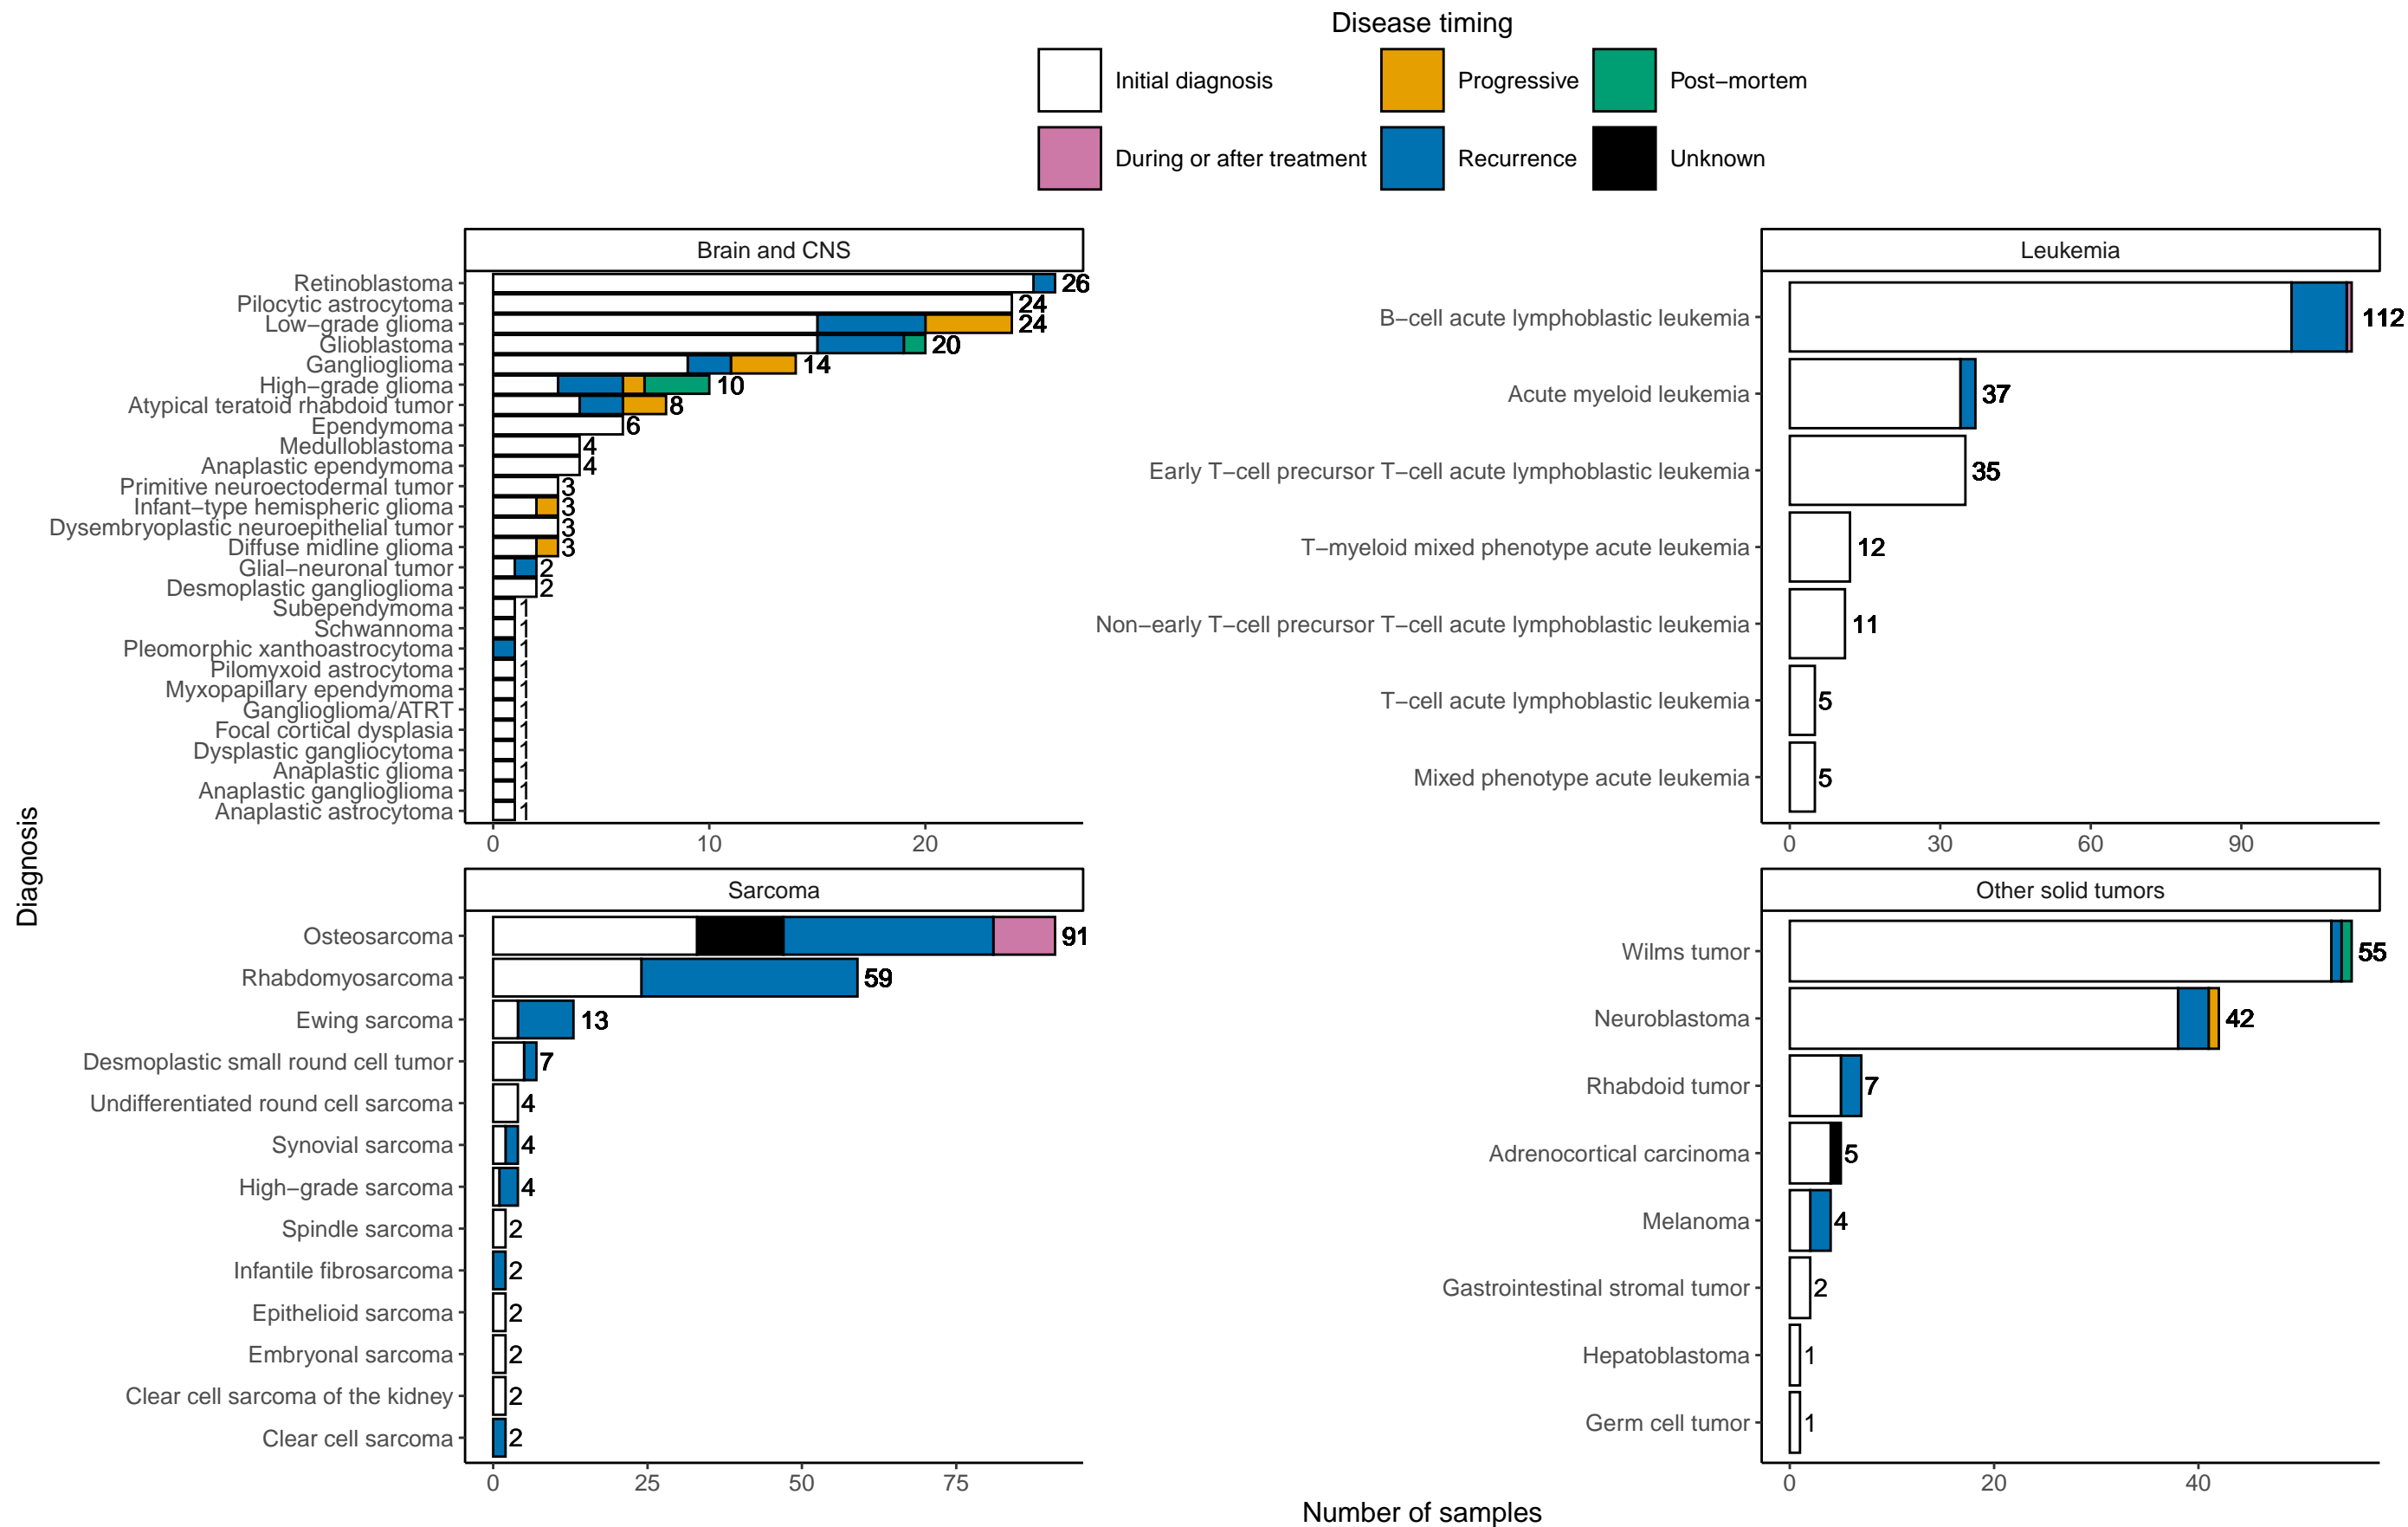 Disease timing
Initial diagnosis
Progressive
Post−mortem
During or after treatment
Recurrence
Unknown
Diagnosis
Brain and CNS
Retinoblastoma 26
Pilocytic astrocytoma 24
Low−grade glioma 24
Glioblastoma 20
Ganglioglioma 14
High−grade glioma 10
Atypical teratoid rhabdoid tumor 8
Ependymoma 6
Medulloblastoma 4
Anaplastic ependymoma 4
Primitive neuroectodermal tumor 3
Infant−type hemispheric glioma 3
Dysembryoplastic neuroepithelial tumor 3
Diffuse midline glioma 3
Glial−neuronal tumor 2
Desmoplastic ganglioglioma 2
Subependymoma 1
Schwannoma 1
Pleomorphic xanthoastrocytoma 1
Pilomyxoid astrocytoma 1
Myxopapillary ependymoma 1
Ganglioglioma/ATRT 1
Focal cortical dysplasia 1
Dysplastic gangliocytoma 1
Anaplastic glioma 1
Anaplastic ganglioglioma 1
Anaplastic astrocytoma 1
0 10 20
Leukemia
B−cell acute lymphoblastic leukemia 112
Acute myeloid leukemia 37
Early T−cell precursor T−cell acute lymphoblastic leukemia 35
T−myeloid mixed phenotype acute leukemia 12
Non−early T−cell precursor T−cell acute lymphoblastic leukemia 11
T−cell acute lymphoblastic leukemia 5
Mixed phenotype acute leukemia 5
0 30 60 90
Sarcoma
Osteosarcoma 91
Rhabdomyosarcoma 59
Ewing sarcoma 13
Desmoplastic small round cell tumor 7
Undifferentiated round cell sarcoma 4
Synovial sarcoma 4
High−grade sarcoma 4
Spindle sarcoma 2
Infantile fibrosarcoma 2
Epithelioid sarcoma 2
Embryonal sarcoma 2
Clear cell sarcoma of the kidney 2
Clear cell sarcoma 2
0 25 50 75
Other solid tumors
Wilms tumor 55
Neuroblastoma 42
Rhabdoid tumor 7
Adrenocortical carcinoma 5
Melanoma 4
Gastrointestinal stromal tumor 2
Hepatoblastoma 1
Germ cell tumor 1
0 20 40
Number of samples